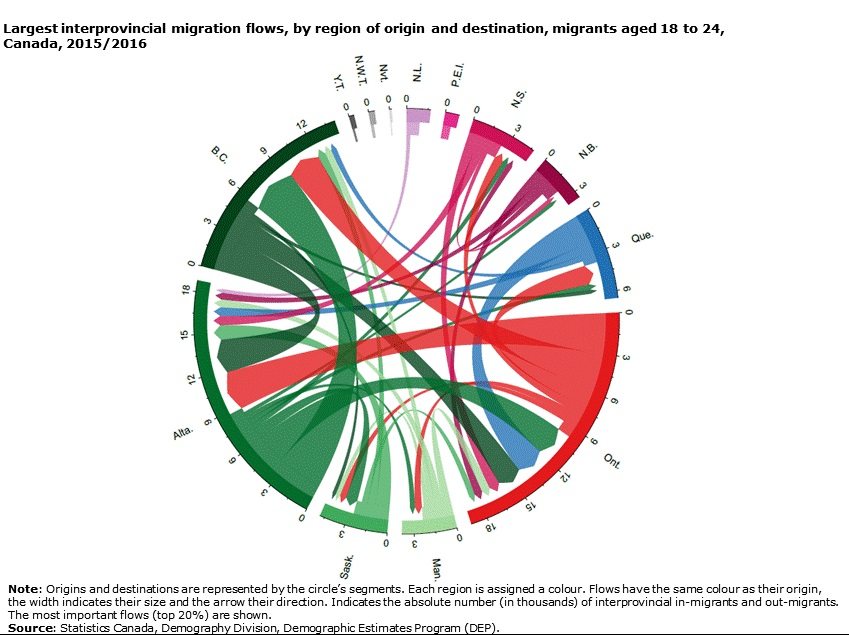 Largest interprovincial migration flows, by region of origin and destination, migrants aged 18 to 24,
Canada, 2015/2016
Y.T.
N.W.T.
Nvt.
N.L.
P.E.I.
N.S.
N.B.
Que.
Ont.
Man.
Sask.
Alta.
B.C.
0
0
0
0
0
0 3
0 3
0 3 6
0 3 6 9 12 15 18
0 3
0 3
0 3 6 9 12 15 18
0 3 6 9 12
Note: Origins and destinations are represented by the circle's segments. Each region is assigned a colour. Flows have the same colour as their origin,
the width indicates their size and the arrow their direction. Indicates the absolute number (in thousands) of interprovincial in-migrants and out-migrants.
The most important flows (top 20%) are shown.
Source: Statistics Canada, Demography Division, Demographic Estimates Program (DEP).